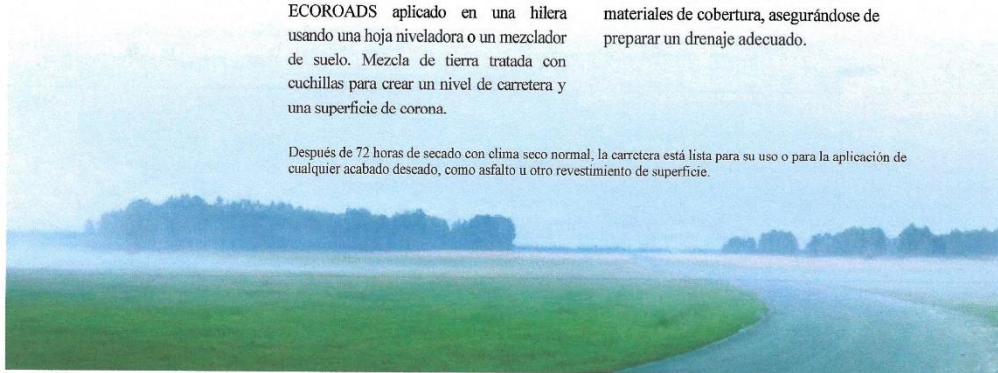 ECOROADS aplicado en una hilera
usando una hoja niveladora o un mezclador
de suelo. Mezcla de tierra tratada con
cuchillas para crear un nivel de carretera y
una superficie de corona.
materiales de cobertura, asegurándose de
preparar un drenaje adecuado.
Después de 72 horas de secado con clima seco normal, la carretera está lista para su uso o para la aplicación de
cualquier acabado deseado, como asfalto u otro revestimiento de superficie.